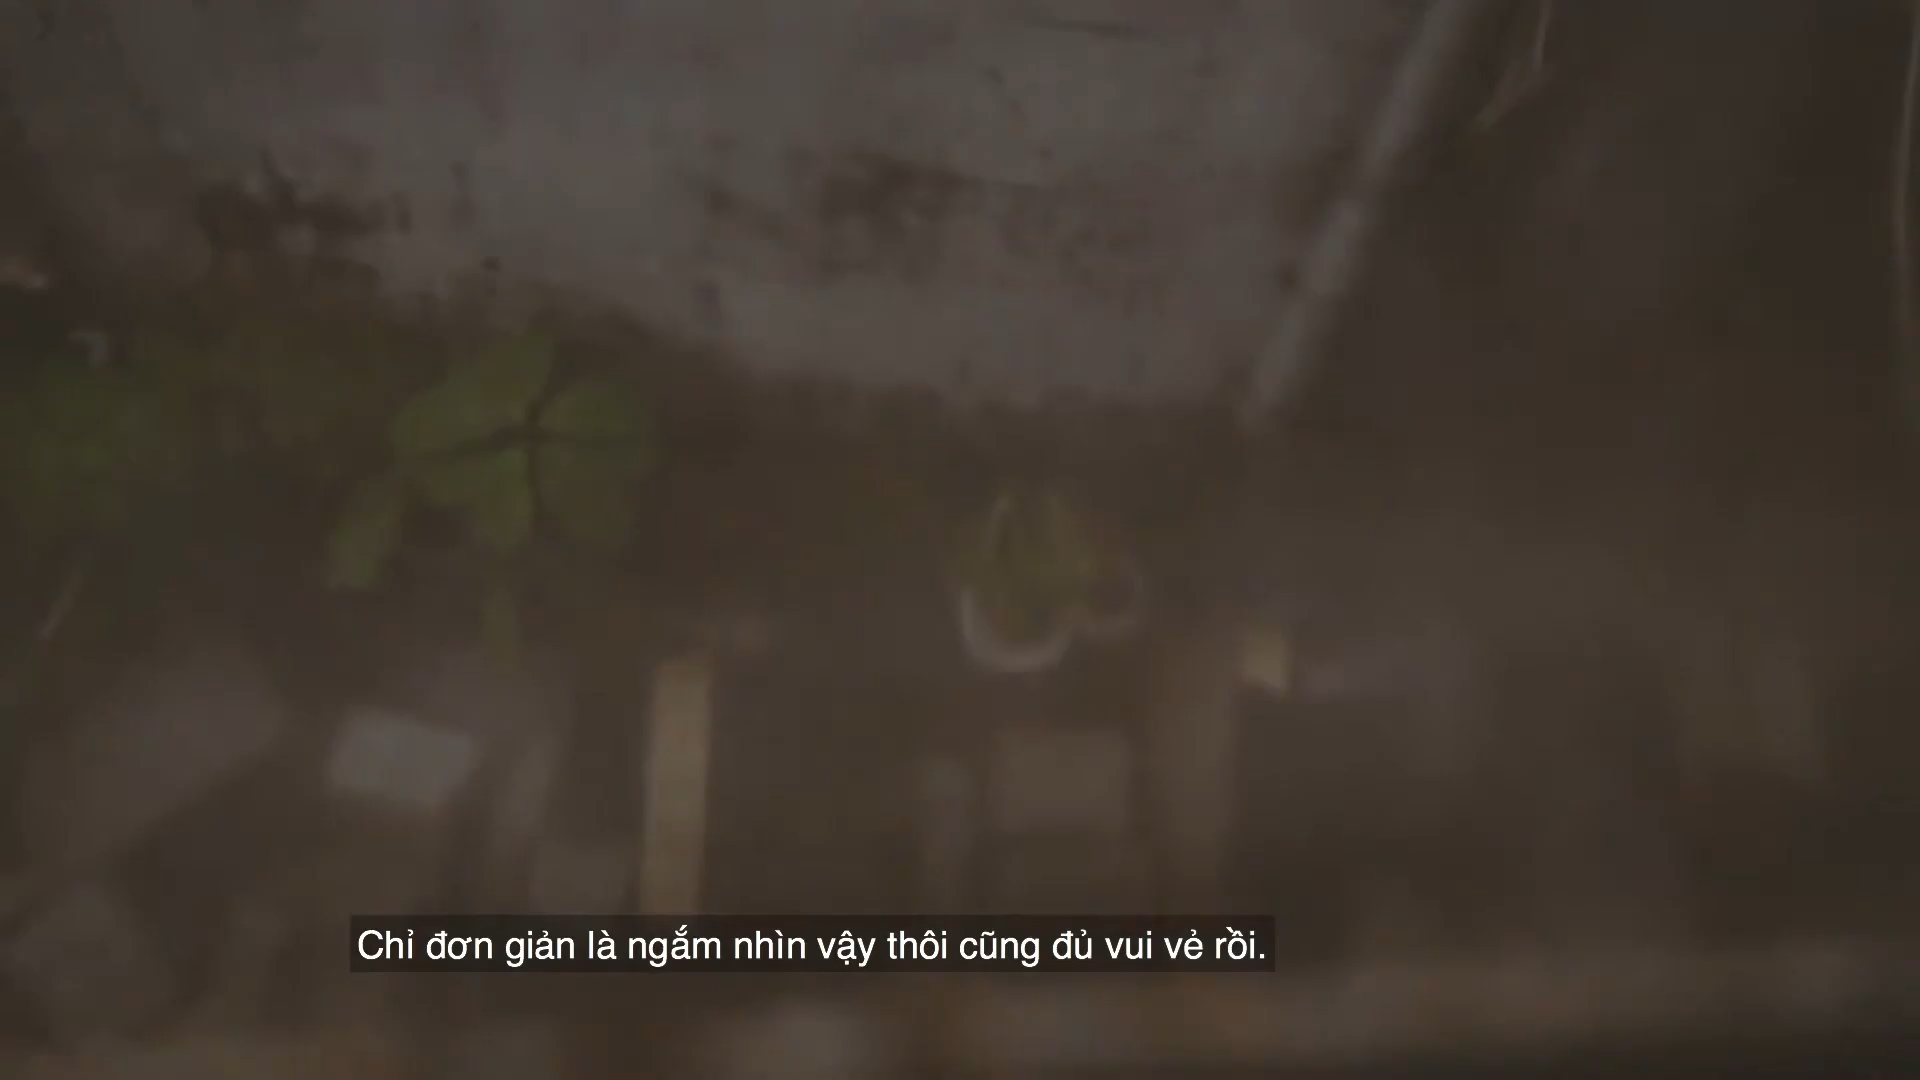 Chỉ đơn giản là ngắm nhìn vậy thôi cũng đủ vui vẻ rồi.